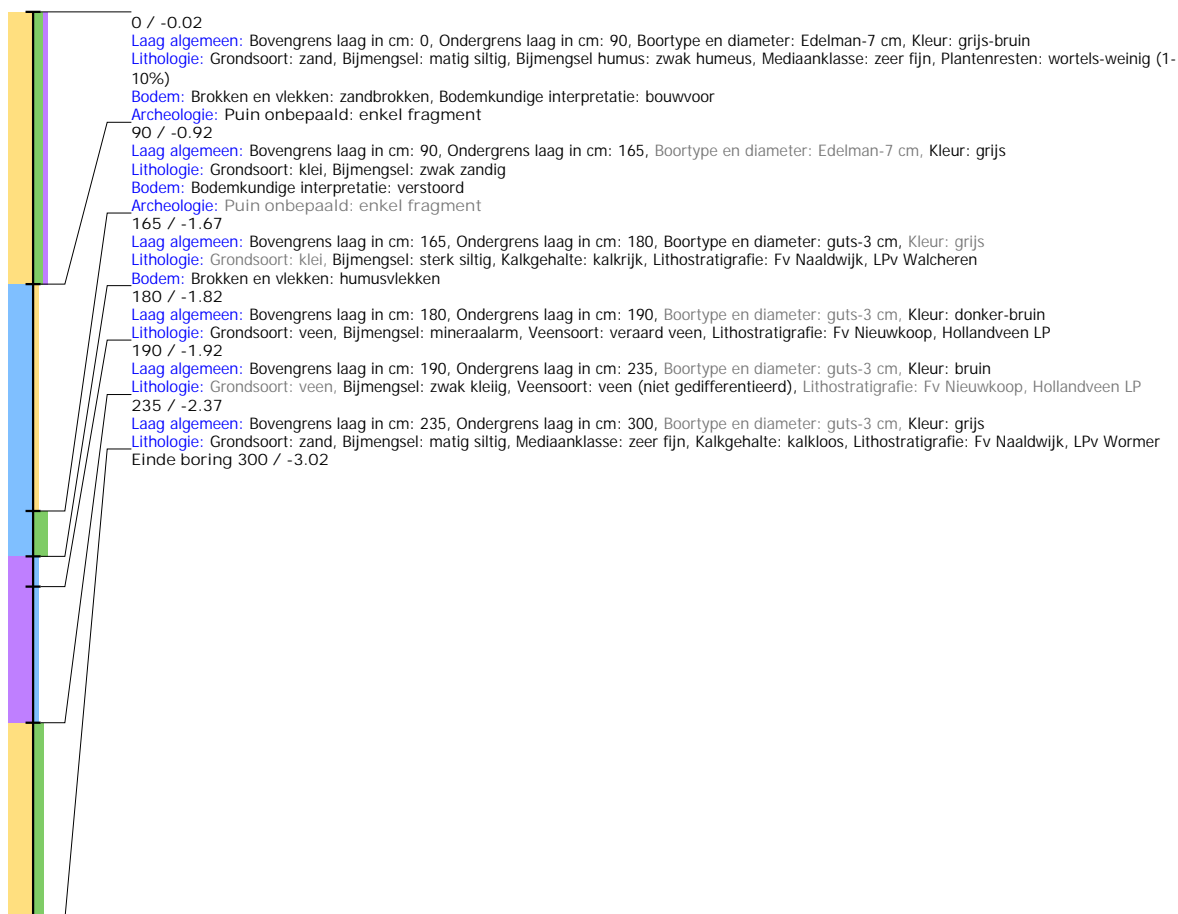 0 / -0.02
Laag algemeen: Bovengrens laag in cm: 0, Ondergrens laag in cm: 90, Boortype en diameter: Edelman-7 cm, Kleur: grijs-bruin
Lithologie: Grondsoort: zand, Bijmengsel: matig siltig, Bijmengsel humus: zwak humeus, Mediaanklasse: zeer fijn, Plantenresten: wortels-weinig (1-
10%)
Bodem: Brokken en vlekken: zandbrokken, Bodemkundige interpretatie: bouwvoor
Archeologie: Puin onbepaald: enkel fragment
90 / -0.92
Laag algemeen: Bovengrens laag in cm: 90, Ondergrens laag in cm: 165, Boortype en diameter: Edelman-7 cm, Kleur: grijs
Lithologie: Grondsoort: klei, Bijmengsel: zwak zandig
Bodem: Bodemkundige interpretatie: verstoord
Archeologie: Puin onbepaald: enkel fragment
165 / -1.67
Laag algemeen: Bovengrens laag in cm: 165, Ondergrens laag in cm: 180, Boortype en diameter: guts-3 cm, Kleur: grijs
Lithologie: Grondsoort: klei, Bijmengsel: sterk siltig, Kalkgehalte: kalkrijk, Lithostratigrafie: Fv Naaldwijk, LPv Walcheren
Bodem: Brokken en vlekken: humusvlekken
180 / -1.82
Laag algemeen: Bovengrens laag in cm: 180, Ondergrens laag in cm: 190, Boortype en diameter: guts-3 cm, Kleur: donker-bruin
Lithologie: Grondsoort: veen, Bijmengsel: mineraalarm, Veensoort: veraard veen, Lithostratigrafie: Fv Nieuwkoop, Hollandveen LP
190 / -1.92
Laag algemeen: Bovengrens laag in cm: 190, Ondergrens laag in cm: 235, Boortype en diameter: guts-3 cm, Kleur: bruin
Lithologie: Grondsoort: veen, Bijmengsel: zwak kleiig, Veensoort: veen (niet gedifferentieerd), Lithostratigrafie: Fv Nieuwkoop, Hollandveen LP
235 / -2.37
Laag algemeen: Bovengrens laag in cm: 235, Ondergrens laag in cm: 300, Boortype en diameter: guts-3 cm, Kleur: grijs
Lithologie: Grondsoort: zand, Bijmengsel: matig siltig, Mediaanklasse: zeer fijn, Kalkgehalte: kalkloos, Lithostratigrafie: Fv Naaldwijk, LPv Wormer
Einde boring 300 / -3.02